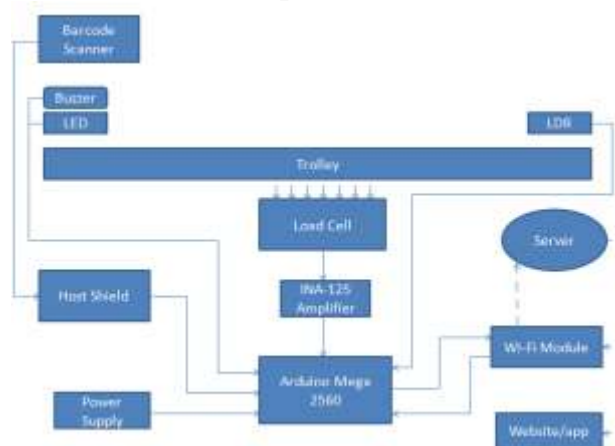 Barcode
Scanner
Buzzer
LED
LDR
Trolley
Load Cell
Server
INA-125
Amplifier
Host Shield
Wi-Fi Module
Arduino Mega
2560
Power
Supply
Website/app